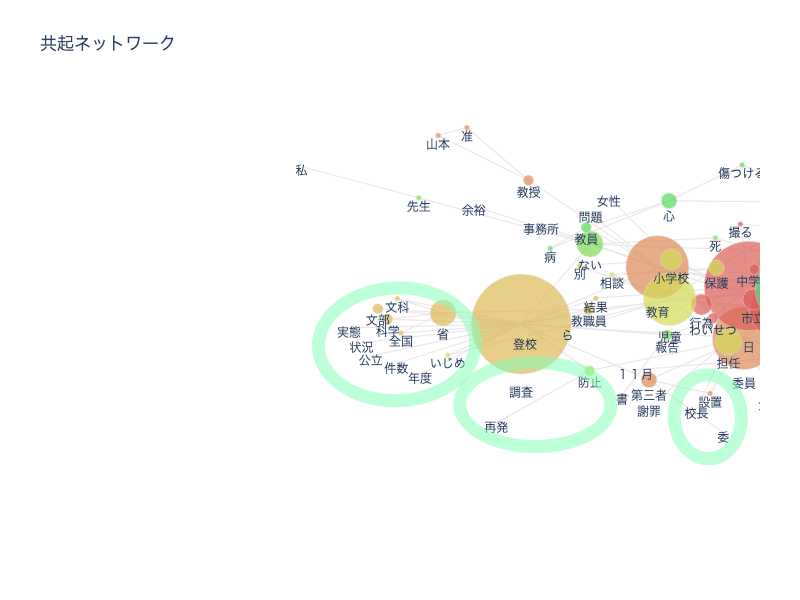 共起ネットワーク
准
山本
私
傷つける
教授
女性
先生
余裕
心
問題
事務所
撮る
教員
死
病
ない
別
小学校
相談
保護
中学
文科
結果
教育
文部
教職員
行為
市立
実態
科学
省
ら
わいせつ
全国
児童
登校
状況
報告
日
公立
いじめ
担任
件数
年度
11月
防止
委員
調査
書
第三者
設置
謝罪
校長
再発
委